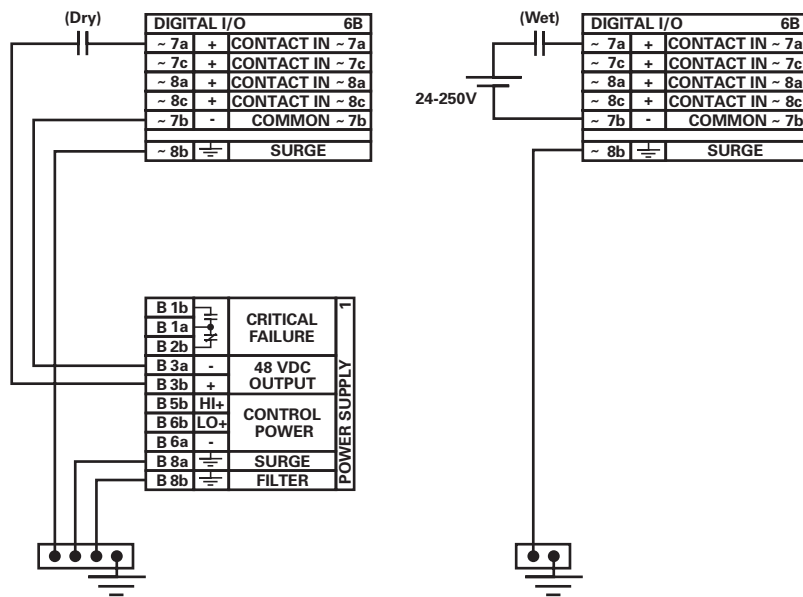 (Dry)
DIGITAL I/O 6B
~ 7a + CONTACT IN ~ 7a
~ 7c + CONTACT IN ~ 7c
~ 8a + CONTACT IN ~ 8a
~ 8c + CONTACT IN ~ 8c
~ 7b - COMMON ~ 7b
~ 8b SURGE
B 1b
B 1a
B 2b
CRITICAL
FAILURE
1
B 3a -
B 3b +
48 VDC
OUTPUT
B 5b HI+
B 6b LO+
B 6a -
CONTROL
POWER
B 8a SURGE
B 8b FILTER
POWER SUPPLY
(Wet)
24-250V
DIGITAL I/O 6B
~ 7a + CONTACT IN ~ 7a
~ 7c + CONTACT IN ~ 7c
~ 8a + CONTACT IN ~ 8a
~ 8c + CONTACT IN ~ 8c
~ 7b - COMMON ~ 7b
~ 8b SURGE